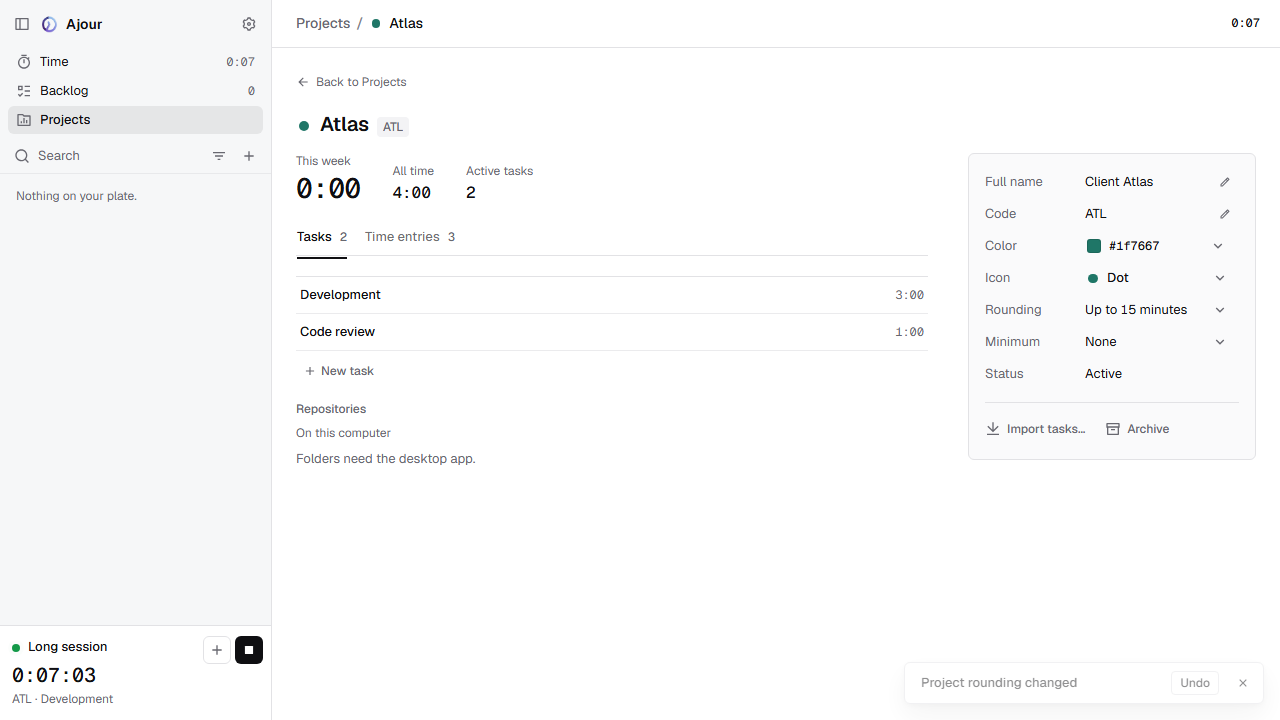 Ajour
Time 0:07
Backlog 0
Projects
Search
Nothing on your plate.
Long session
0:07:03
ATL · Development
Projects / Atlas
0:07
Back to Projects
Atlas ATL
This week
0:00
All time
4:00
Active tasks
2
Tasks 2 Time entries 3
Development 3:00
Code review 1:00
New task
Repositories
On this computer
Folders need the desktop app.
Full name Client Atlas
Code ATL
Color #1f7667
Icon Dot
Rounding Up to 15 minutes
Minimum None
Status Active
Import tasks... Archive
Project rounding changed Undo